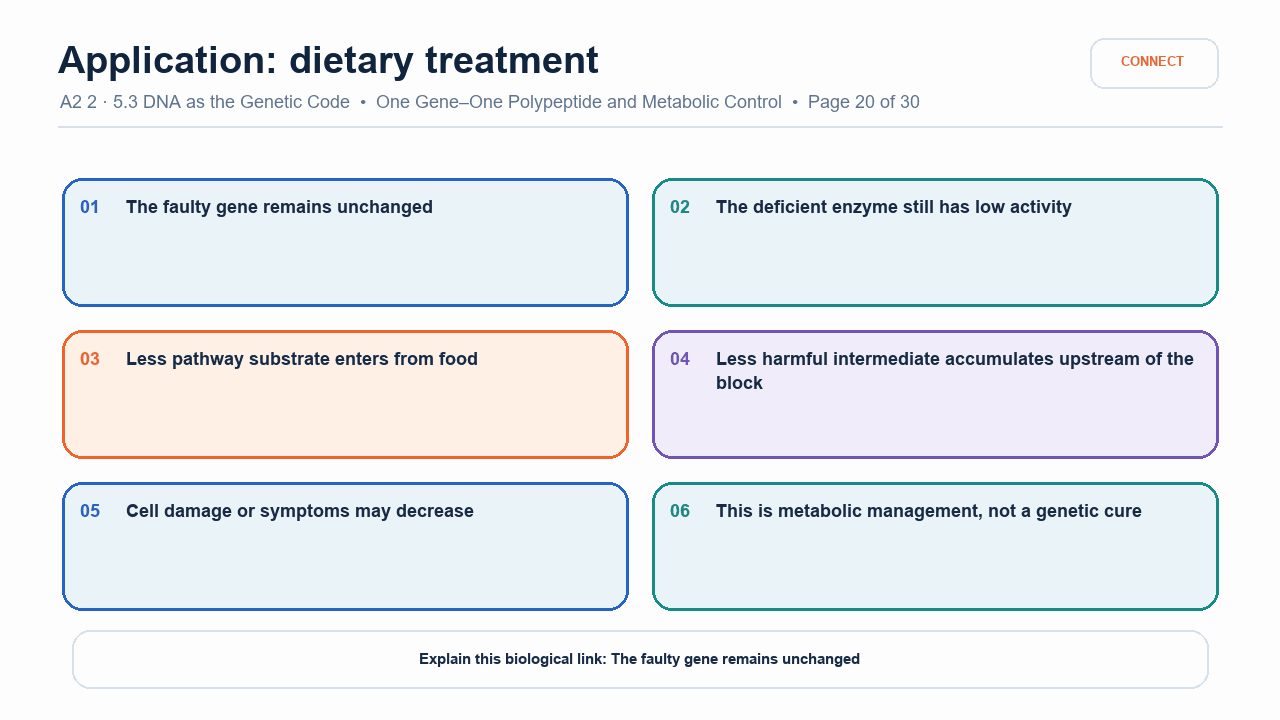 Application: dietary treatment
CONNECT
A2 2 · 5.3 DNA as the Genetic Code • One Gene–One Polypeptide and Metabolic Control • Page 20 of 30
01 The faulty gene remains unchanged
02 The deficient enzyme still has low activity
03 Less pathway substrate enters from food
04 Less harmful intermediate accumulates upstream of the
block
05 Cell damage or symptoms may decrease
06 This is metabolic management, not a genetic cure
Explain this biological link: The faulty gene remains unchanged